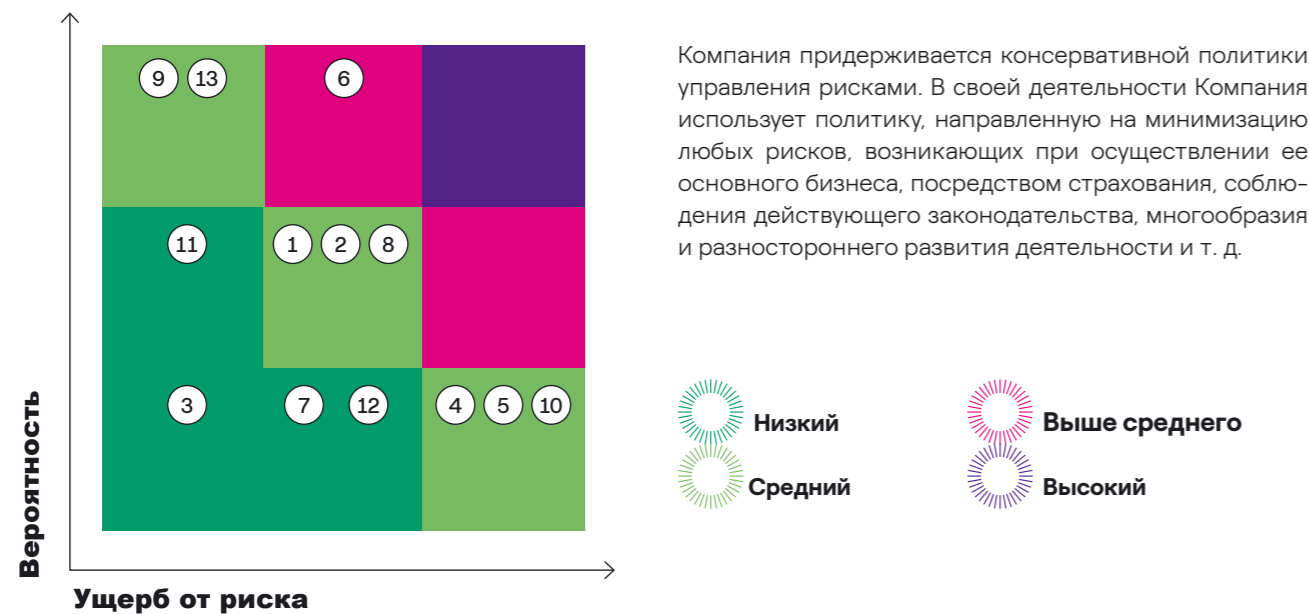 9 13 6
11 1 2 8
3 7 12 4 5 10
Вероятность
Ущерб от риска
Компания придерживается консервативной политики
управления рисками. В своей деятельности Компания
использует политику, направленную на минимизацию
любых рисков, возникающих при осуществлении ее
основного бизнеса, посредством страхования, соблю-
дения действующего законодательства, многообразия
и разностороннего развития деятельности и т. д.
Низкий
Выше среднего
Средний
Высокий